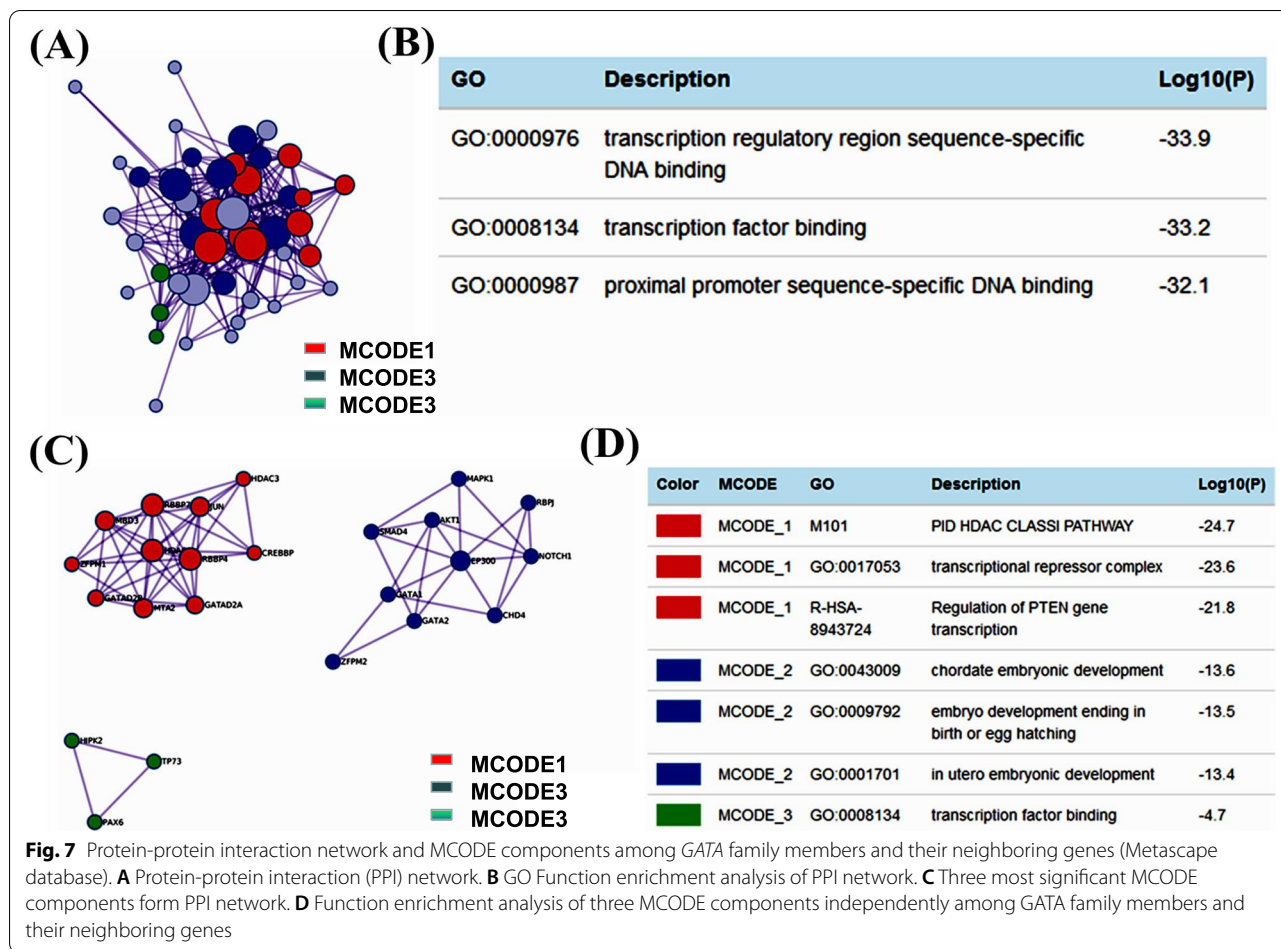 (A)
(B)
GO Description Log10(P)
GO:0000976 transcription regulatory region sequence-specific -33.9
DNA binding
GO:0008134 transcription factor binding -33.2
GO:0000987 proximal promoter sequence-specific DNA binding -32.1
MCODE1
MCODE3
MCODE3
(C)
HDAC3
RBBP7
JUN
MBD3
CREBBP
RBBP4
ZFPM1
GATAD2B
MTA2
GATAD2A
MAPK1
RBPJ
AKT1
SMAD4
NOTCH1
EP300
GATA1
GATA2
CHD4
ZFPM2
HIPK2
TP73
PAX6
MCODE1
MCODE3
MCODE3
(D)
Color MCODE GO Description Log10(P)
MCODE_1 M101 PID HDAC CLASSI PATHWAY -24.7
MCODE_1 GO:0017053 transcriptional repressor complex -23.6
MCODE_1 R-HSA- Regulation of PTEN gene -21.8
8943724 transcription
MCODE_2 GO:0043009 chordate embryonic development -13.6
MCODE_2 GO:0009792 embryo development ending in -13.5
birth or egg hatching
MCODE_2 GO:0001701 in utero embryonic development -13.4
MCODE_3 GO:0008134 transcription factor binding -4.7
Fig. 7 Protein-protein interaction network and MCODE components among GATA family members and their neighboring genes (Metascape
database). A Protein-protein interaction (PPI) network. B GO Function enrichment analysis of PPI network. C Three most significant MCODE
components form PPI network. D Function enrichment analysis of three MCODE components independently among GATA family members and
their neighboring genes